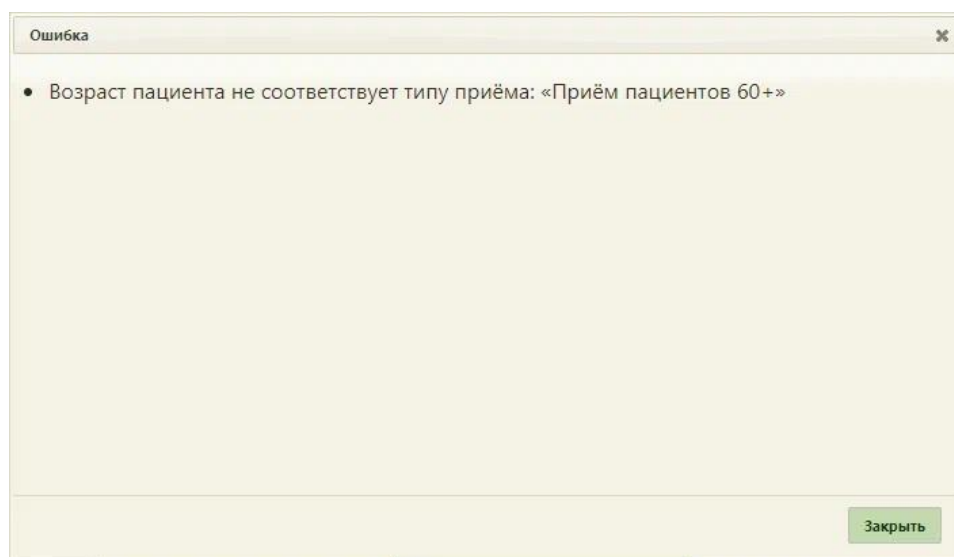 Ошибка
• Возраст пациента не соответствует типу приёма: «Приём пациентов 60+»
Закрыть